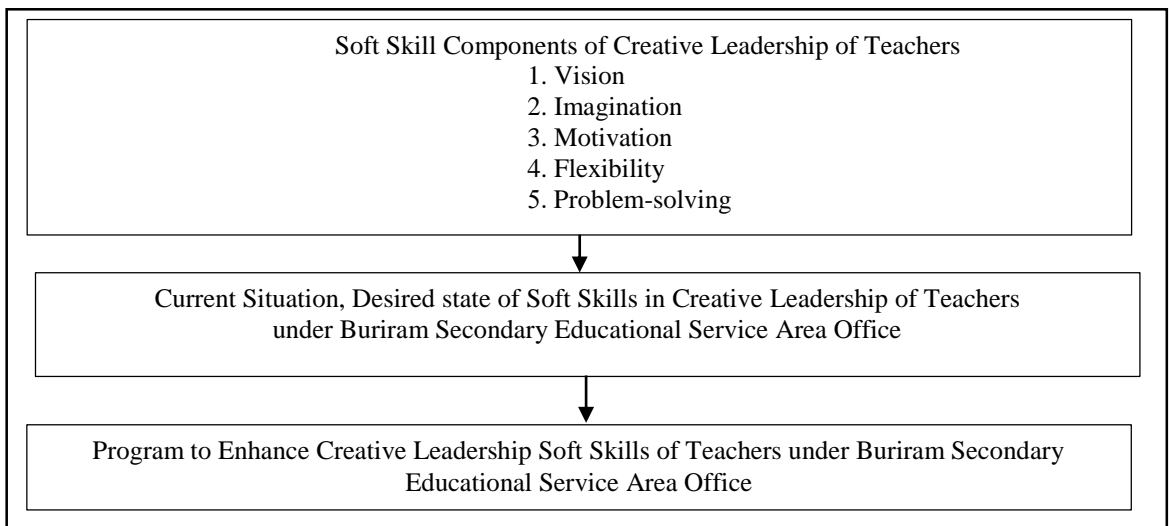 Soft Skill Components of Creative Leadership of Teachers
1. Vision
2. Imagination
3. Motivation
4. Flexibility
5. Problem-solving
Current Situation, Desired state of Soft Skills in Creative Leadership of Teachers
under Buriram Secondary Educational Service Area Office
Program to Enhance Creative Leadership Soft Skills of Teachers under Buriram Secondary
Educational Service Area Office